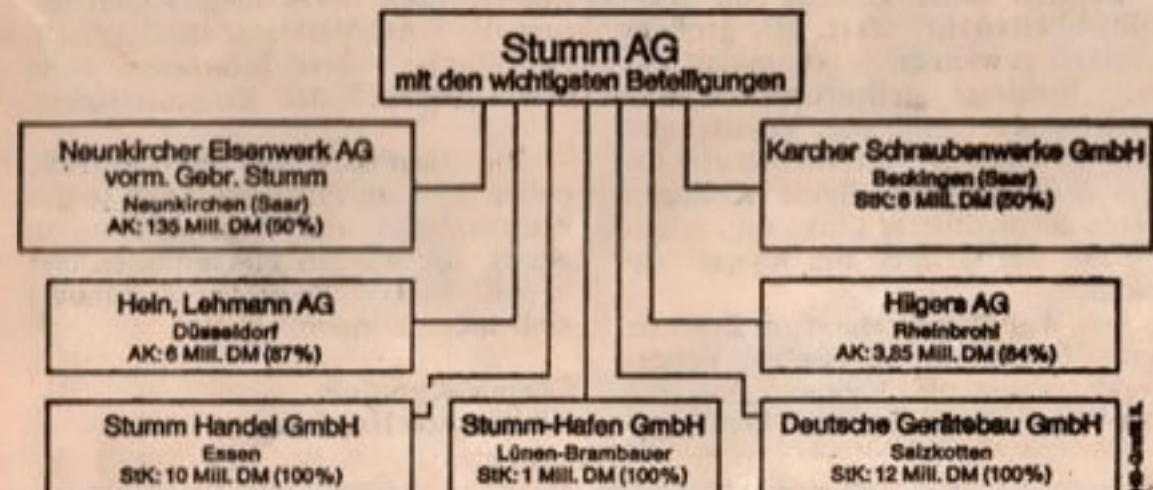 Stumm AG
mit den wichtigsten Beteiligungen
Neunkircher Eisenwerk AG
vorm. Gebr. Stumm
Neunkirchen (Saar)
AK: 135 Mill. DM (50%)
Karcher Schraubenwerke GmbH
Beckingen (Saar)
StK: 6 Mill. DM (50%)
Hein, Lehmann AG
Düsseldorf
AK: 6 Mill. DM (87%)
Hilgers AG
Rheinbrohl
AK: 3,85 Mill. DM (84%)
Stumm Handel GmbH
Essen
StK: 10 Mill. DM (100%)
Stumm-Hafen GmbH
Lünen-Brambauer
StK: 1 Mill. DM (100%)
Deutsche Gerätebau GmbH
Salzkotten
StK: 12 Mill. DM (100%)